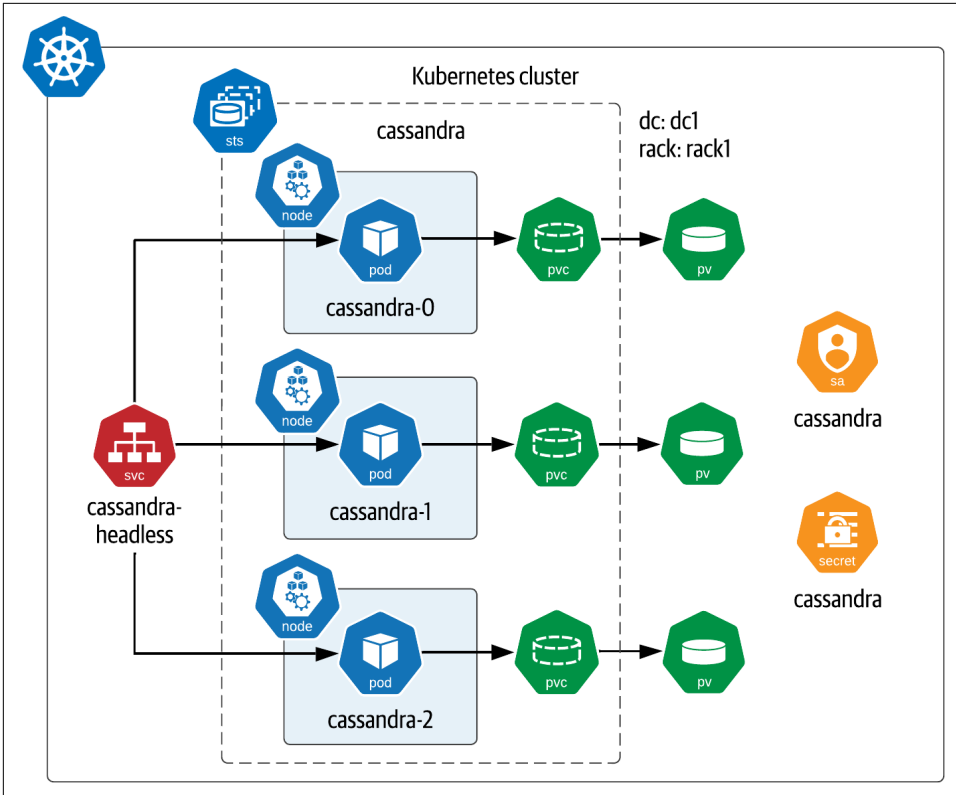 Kubernetes cluster
sts
cassandra
dc: dc1
rack: rack1
node
pod
pvc
pv
cassandra-0
sa
cassandra
node
pod
pvc
pv
svc
cassandra-
headless
cassandra-1
secret
cassandra
node
pod
pvc
pv
cassandra-2